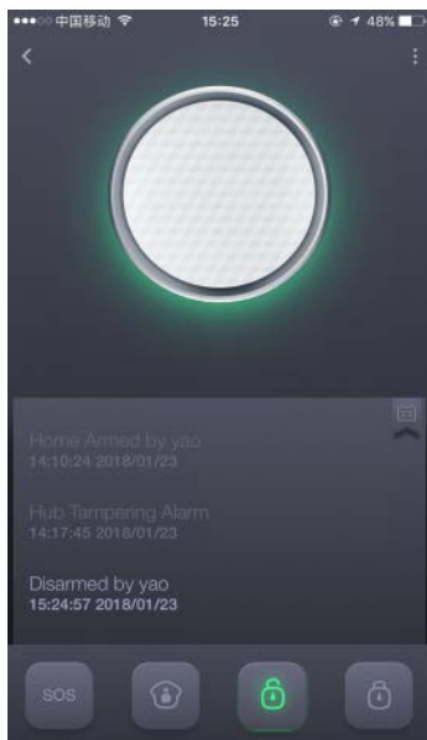 中国移动 15:25 48%
Home Armed by yao
14:10:24 2018/01/23
Hub Tampering Alarm
14:17:45 2018/01/23
Disarmed by yao
15:24:57 2018/01/23
SOS